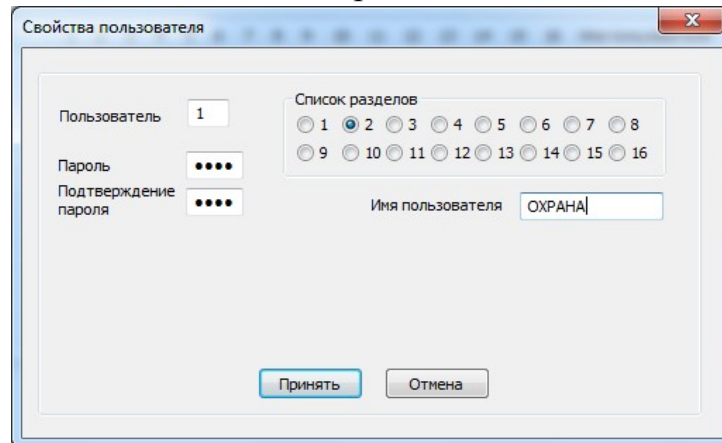 Свойства пользователя
Пользователь 1
Список разделов
1 2 3 4 5 6 7 8
9 10 11 12 13 14 15 16
Пароль ●●●●
Подтверждение
пароля ●●●●
Имя пользователя ОХРАНА
Принять Отмена